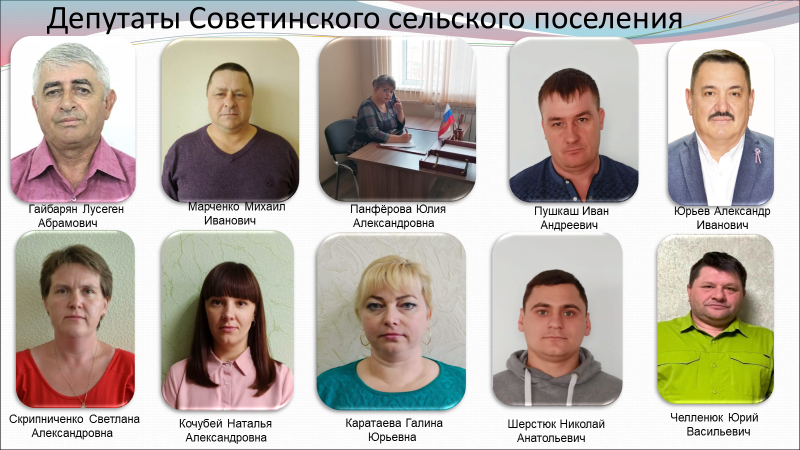 Депутаты Советинского сельского поселения
Гайбарян Лусеген
Абрамович
Марченко Михаил
Иванович
Панфёрова Юлия
Александровна
Пушкаш Иван
Андреевич
Юрьев Александр
Иванович
Скрипниченко Светлана
Александровна
Кочубей Наталья
Александровна
Каратаева Галина
Юрьевна
Шерстюк Николай
Анатольевич
Челленюк Юрий
Васильевич